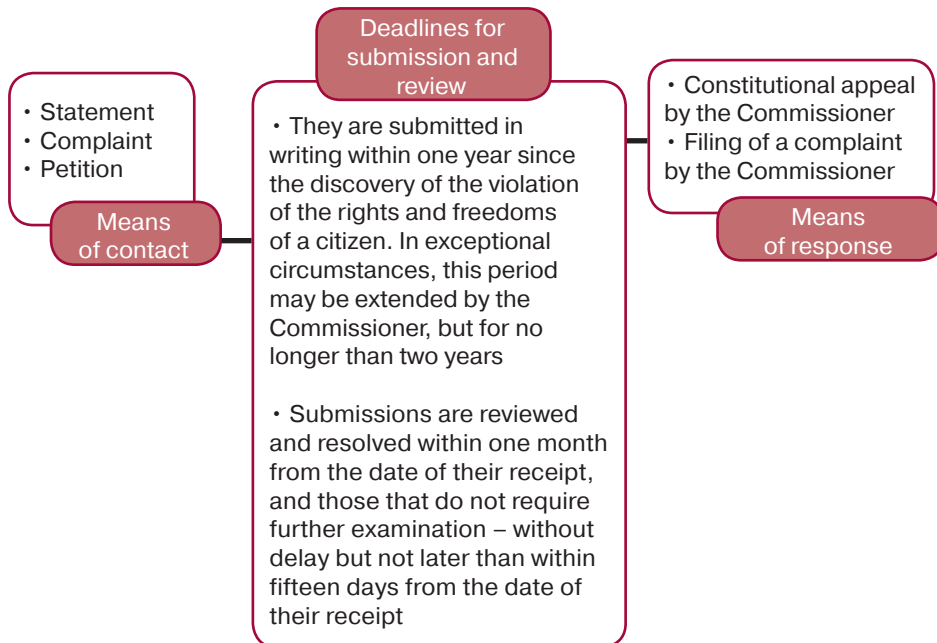 · Statement
· Complaint
· Petition
Means
of contact
Deadlines for
submission and
review
· They are submitted in
writing within one year since
the discovery of the violation
of the rights and freedoms
of a citizen. In exceptional
circumstances, this period
may be extended by the
Commissioner, but for no
longer than two years
· Submissions are reviewed
and resolved within one month
from the date of their receipt,
and those that do not require
further examination – without
delay but not later than within
fifteen days from the date of
their receipt
· Constitutional appeal
by the Commissioner
· Filing of a complaint
by the Commissioner
Means
of response